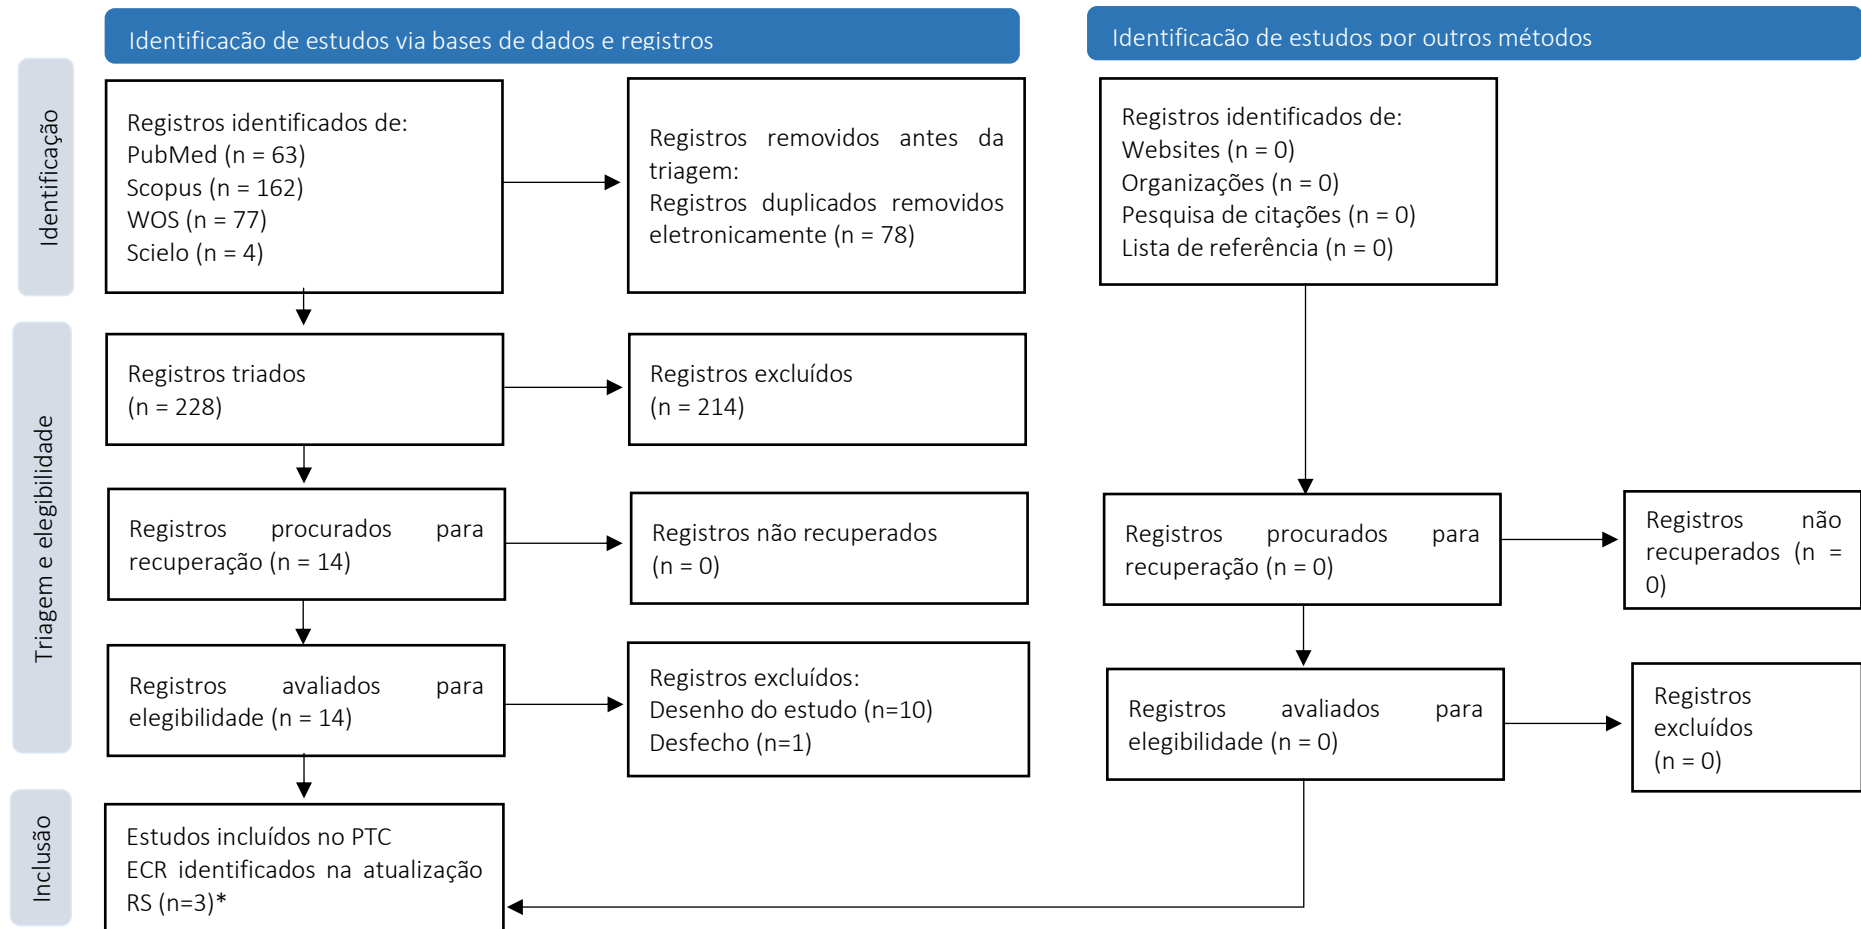 Identificação de estudos via bases de dados e registros
Identificação de estudos por outros métodos
Identificação
Registros identificados de:
PubMed (n = 63)
Scopus (n = 162)
WOS (n = 77)
Scielo (n = 4)
Registros removidos antes da
triagem:
Registros duplicados removidos
eletronicamente (n = 78)
Registros identificados de:
Websites (n = 0)
Organizações (n = 0)
Pesquisa de citações (n = 0)
Lista de referência (n = 0)
Triagem e elegibilidade
Registros triados
(n = 228)
Registros excluídos
(n = 214)
Registros procurados para
recuperação (n = 14)
Registros não recuperados
(n = 0)
Registros procurados para
recuperação (n = 0)
Registros não
recuperados (n =
0)
Registros avaliados para
elegibilidade (n = 14)
Registros excluídos:
Desenho do estudo (n=10)
Desfecho (n=1)
Registros avaliados para
elegibilidade (n = 0)
Registros
excluídos
(n = 0)
Inclusão
Estudos incluídos no PTC
ECR identificados na atualização
RS (n=3)*